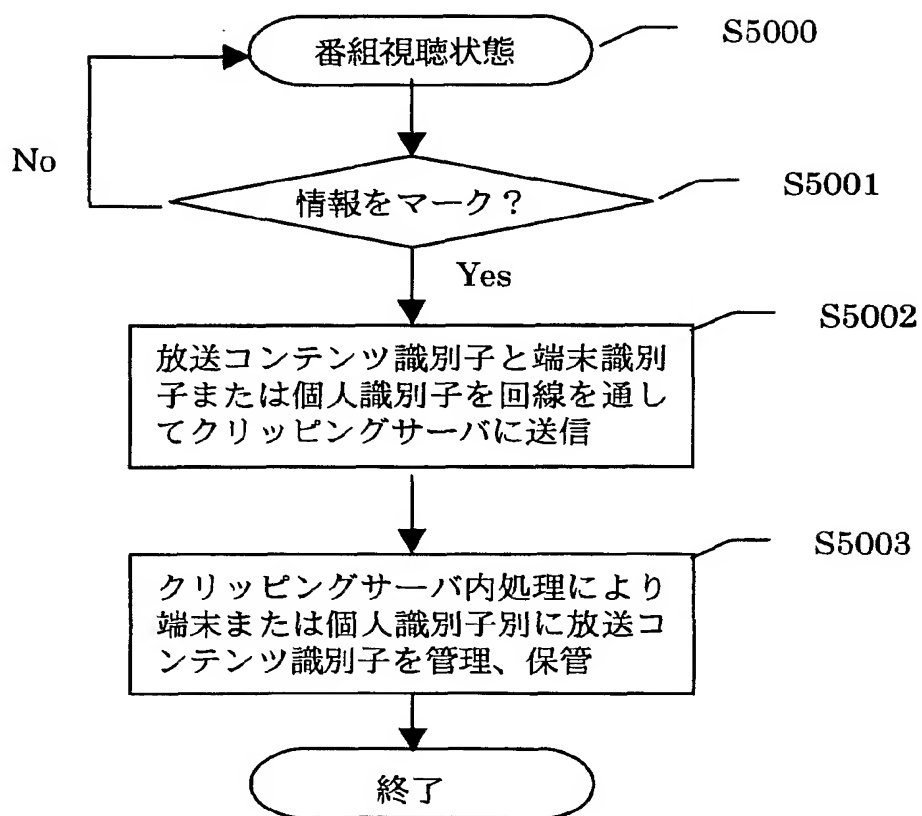 番組視聴状態
S5000
No
情報をマーク？
S5001
Yes
S5002
放送コンテンツ識別子と端末識別
子または個人識別子を回線を通し
てクリッピングサーバに送信
S5003
クリッピングサーバ内処理により
端末または個人識別子別に放送コ
ンテンツ識別子を管理、保管
終了